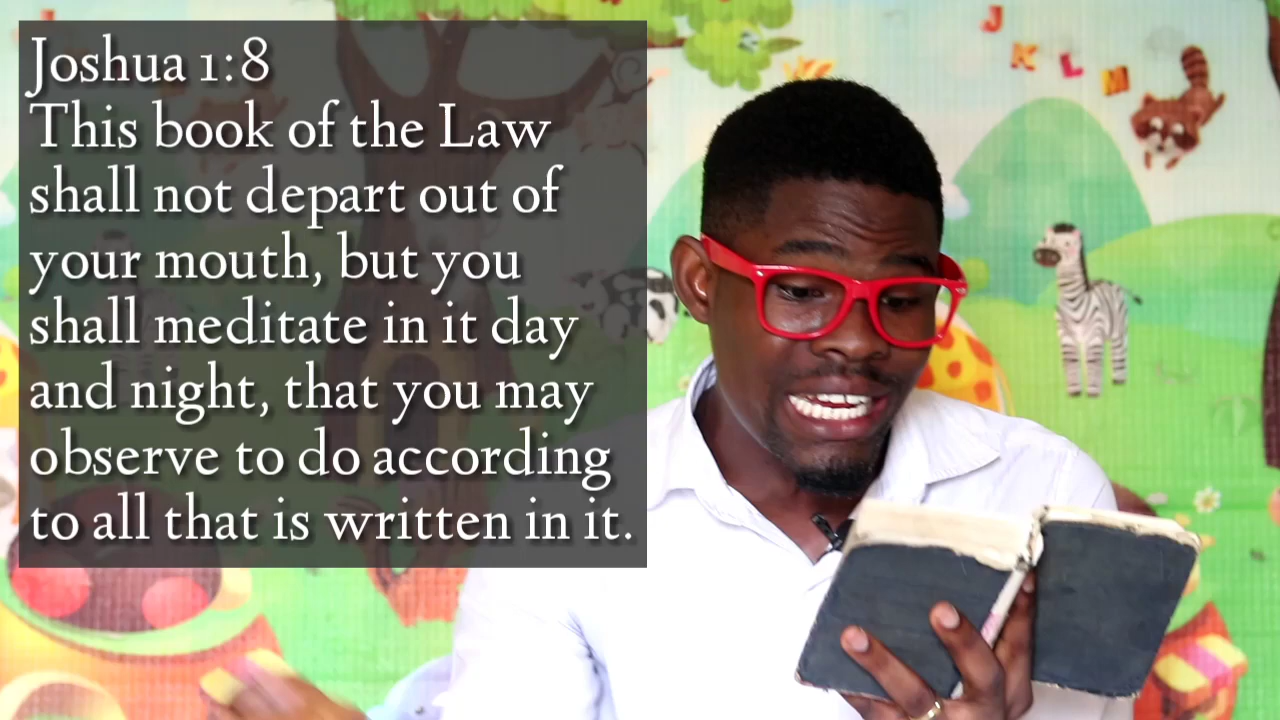 Joshua 1:8
This book of the Law
shall not depart out of
your mouth, but you
shall meditate in it day
and night, that you may
observe to do according
to all that is written in it.
J
K L M